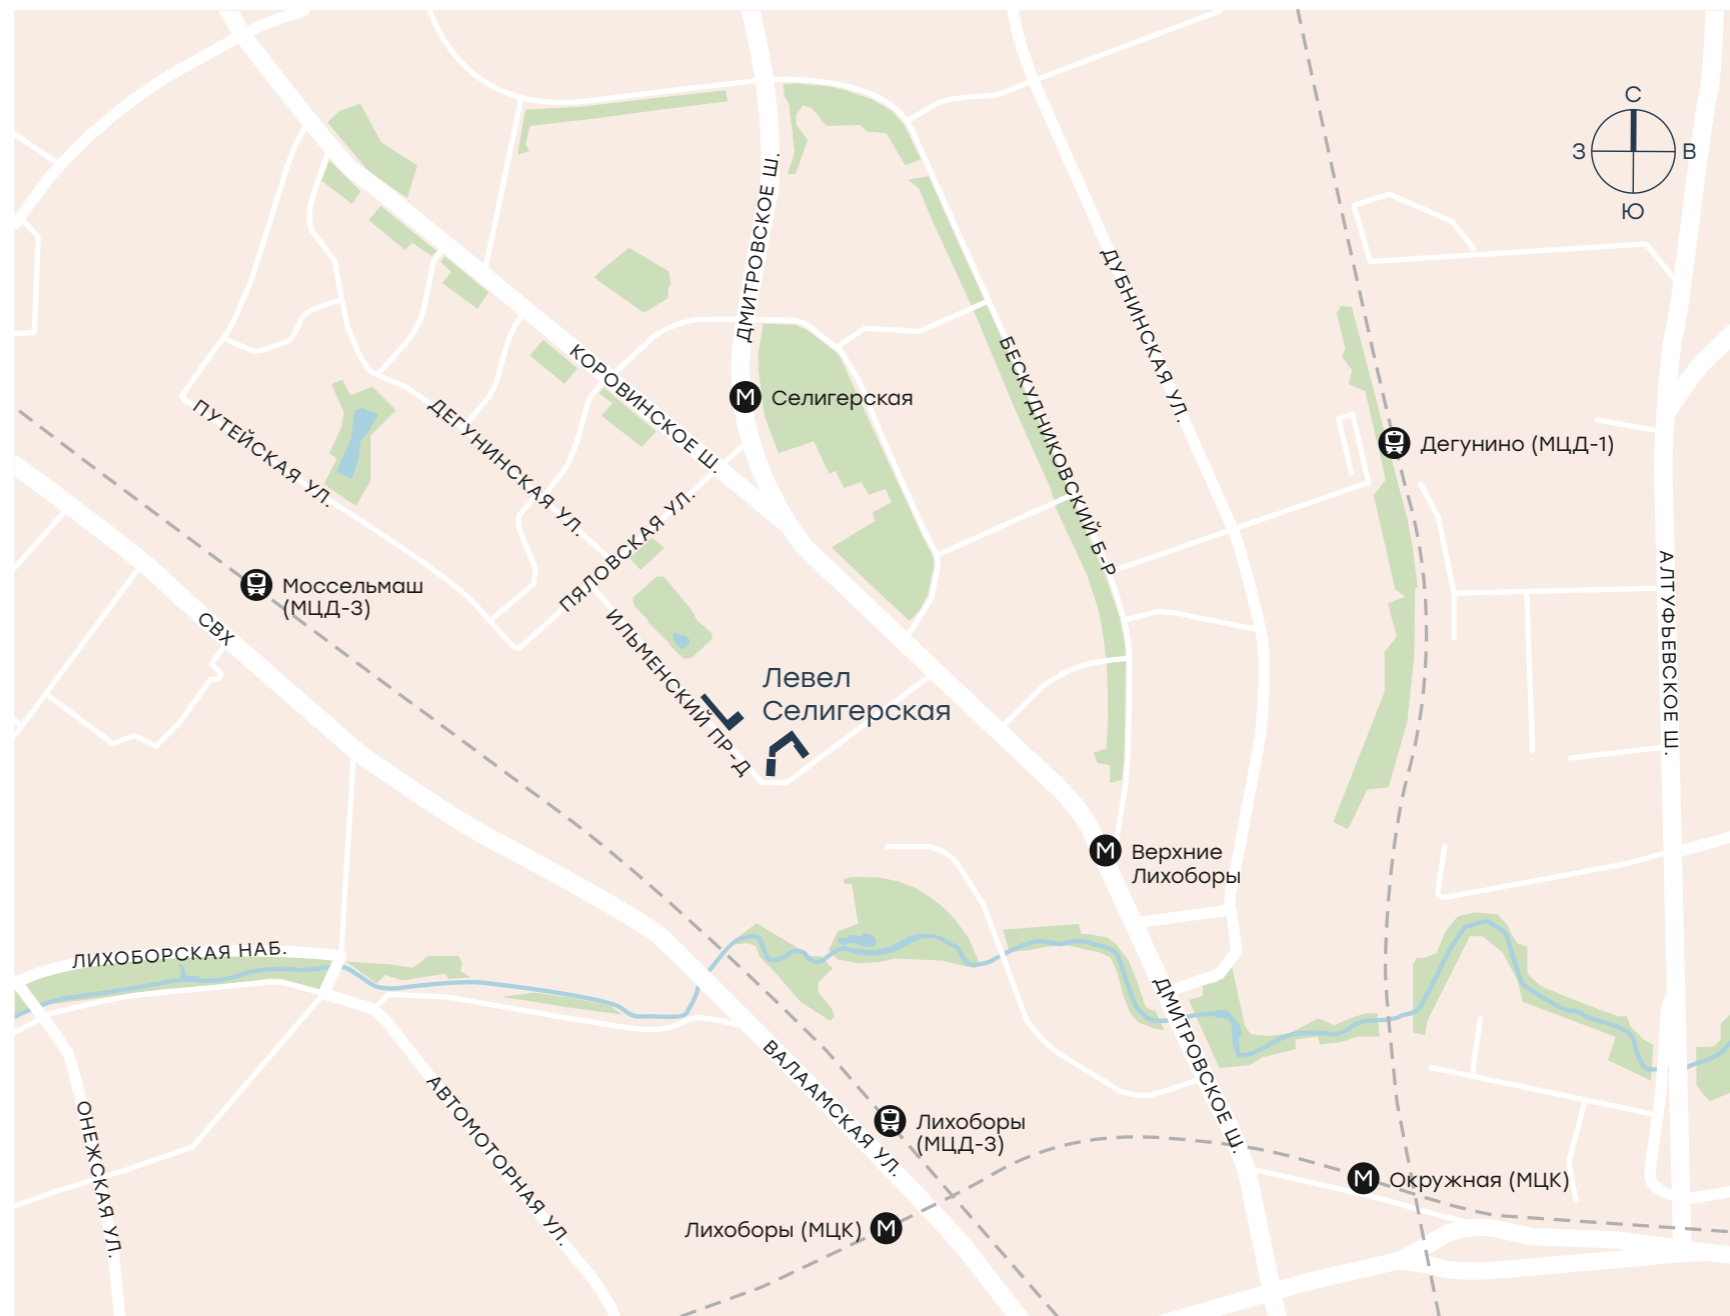 С
З
В
Ю
ДМИТРОВСКОЕ Ш.
ДУБНИНСКАЯ УЛ.
КОРОВИНСКОЕ Ш.
БЕСКУДНИКОВСКИЙ Б-Р
Селигерская
ПУТЕЙСКАЯ УЛ.
ДЕГУНИНСКАЯ УЛ.
Дегунино (МЦД-1)
ПЯЛОВСКАЯ УЛ.
АЛТУФЬЕВСКОЕ Ш.
Моссельмаш
(МЦД-3)
СВХ
ИЛЬМЕНСКИЙ ПР-Д
Левел
Селигерская
Верхние
Лихоборы
ЛИХОБОРСКАЯ НАБ.
ДМИТРОВСКОЕ Ш.
ВАЛААМСКАЯ УЛ.
АВТОМОТОРНАЯ УЛ.
ОНЕЖСКАЯ УЛ.
Лихоборы
(МЦД-3)
Окружная (МЦК)
Лихоборы (МЦК)
М
М
М
М